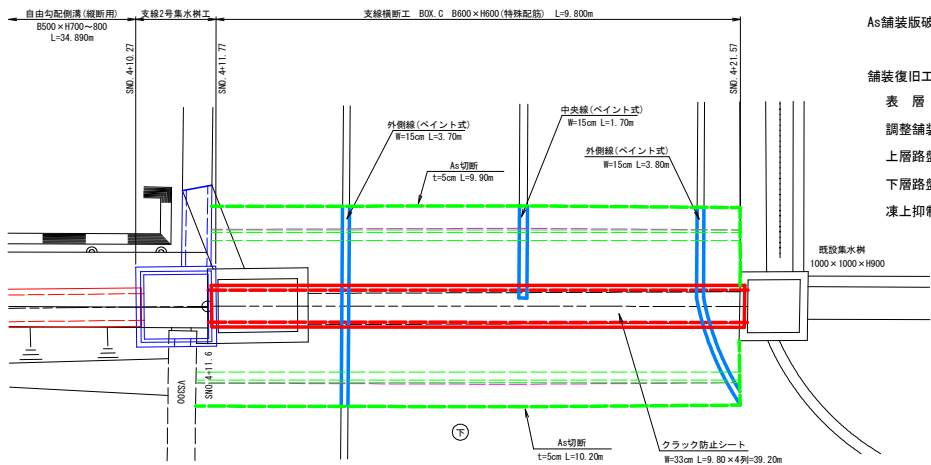 自由勾配側溝(縦断用)
B500×H700～800
L=34.890m
支線2号集水桝工
支線横断工 BOX.C B600×H600(特殊配筋) L=9.800m
SNO.4+10.27
SNO.4+11.77
SNO.4+21.57
As舗装版破
舗装復旧工
表 層
調整舗装
上層路盤
下層路盤
凍上抑制
外側線(ペイント式)
W=15cm L=3.70m
中央線(ペイント式)
W=15cm L=1.70m
外側線(ペイント式)
W=15cm L=3.80m
As切断
t=5cm L=9.90m
既設集水桝
1000×1000×H900
SNO.4+11.6
VSS00
下
As切断
t=5cm L=10.20m
クラック防止シート
W=33cm L=9.80×4列=39.20m